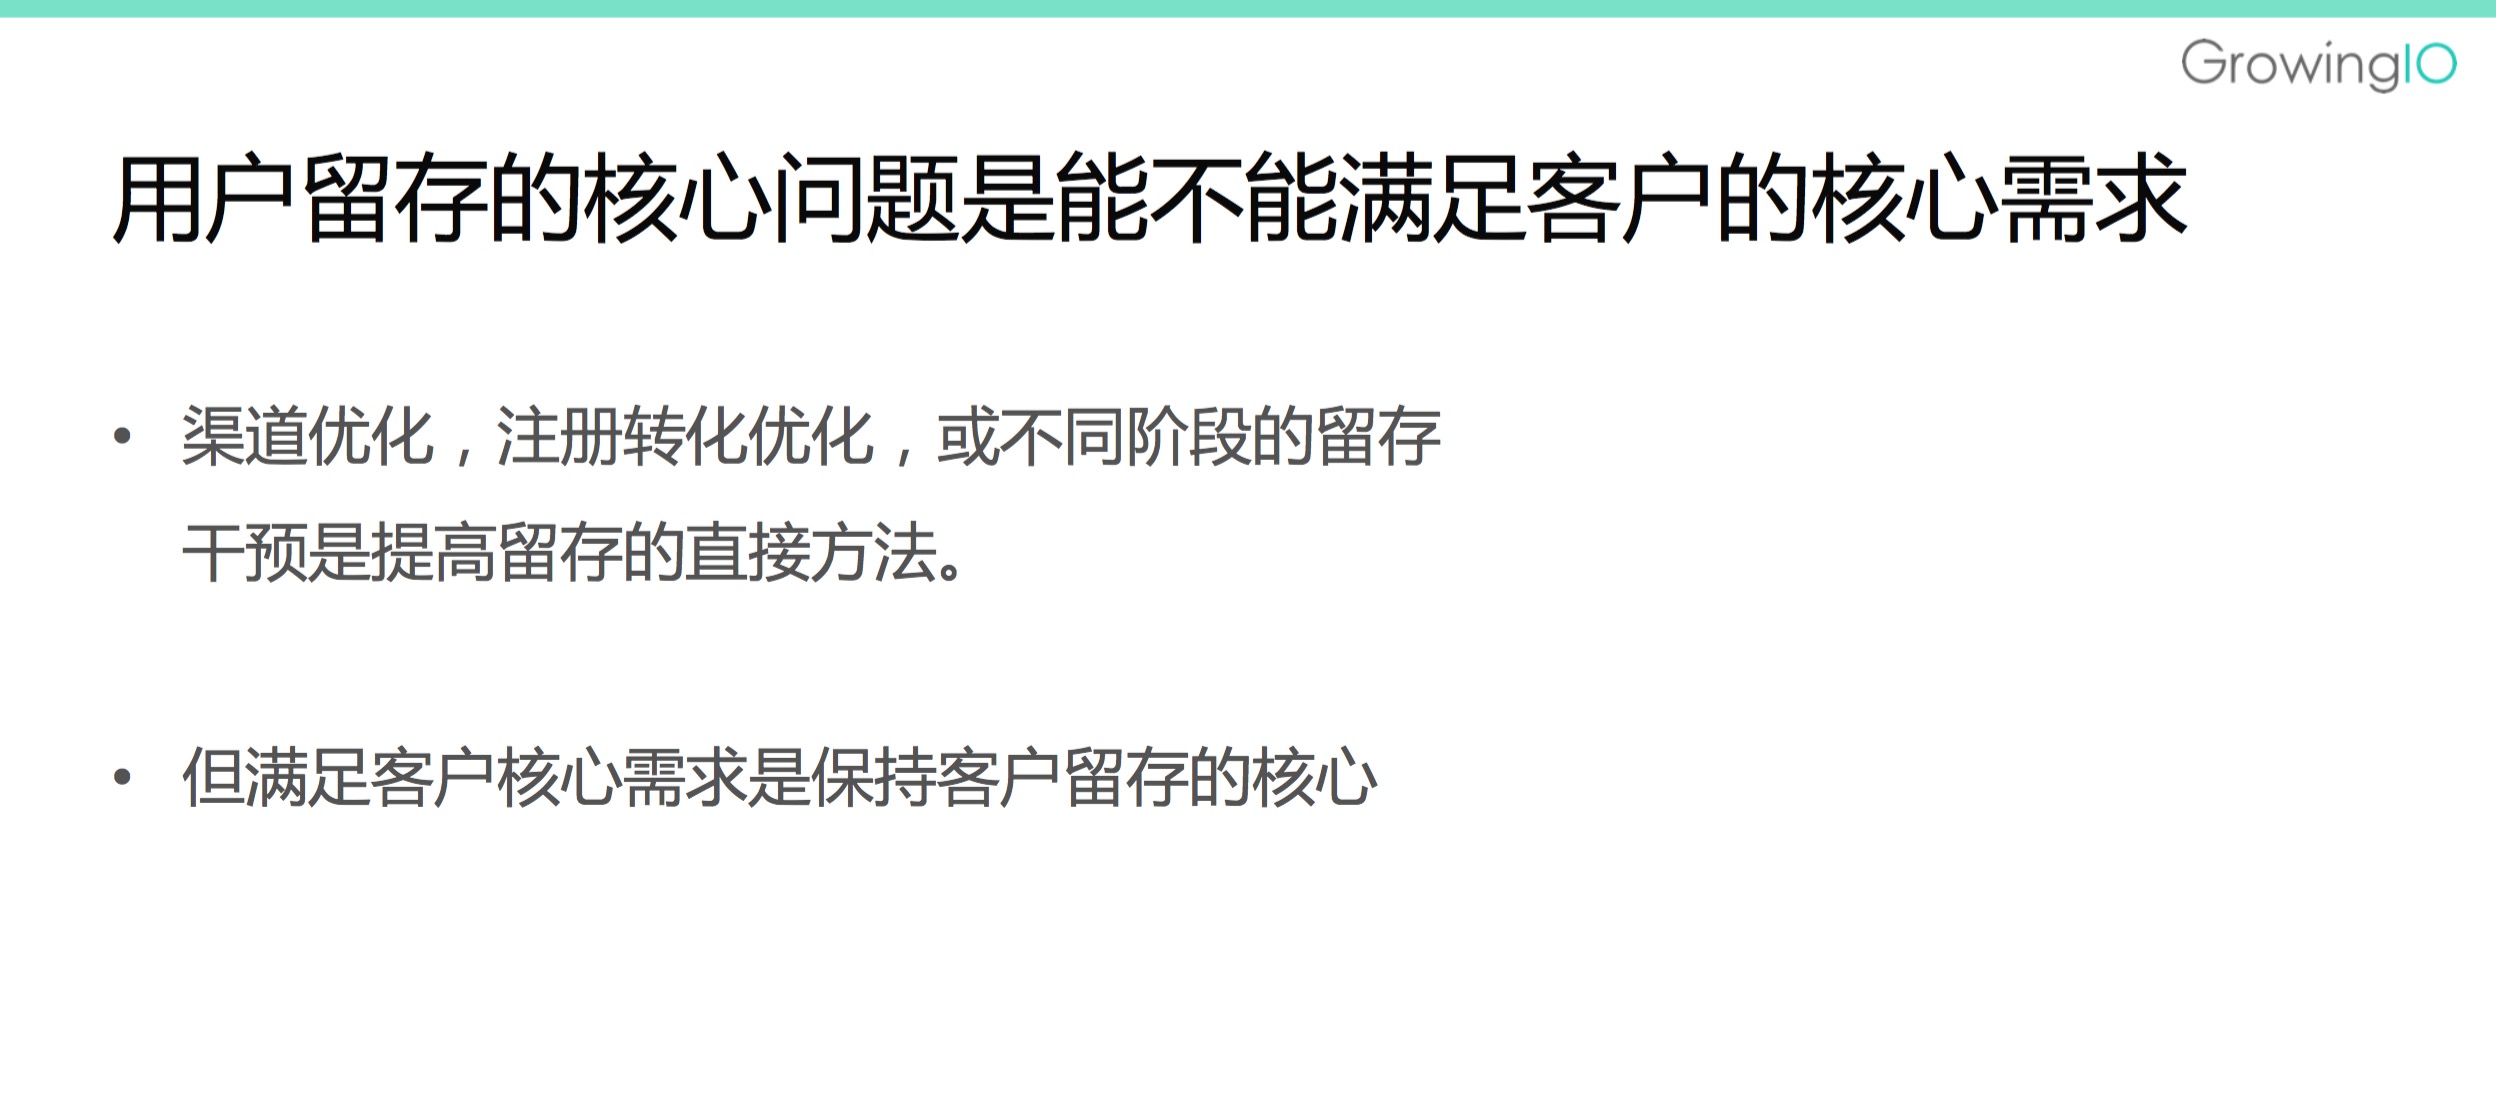 GrowingIO
用户留存的核心问题是能不能满足客户的核心需求
• 渠道优化，注册转化优化，或不同阶段的留存
干预是提高留存的直接方法。
• 但满足客户核心需求是保持客户留存的核心